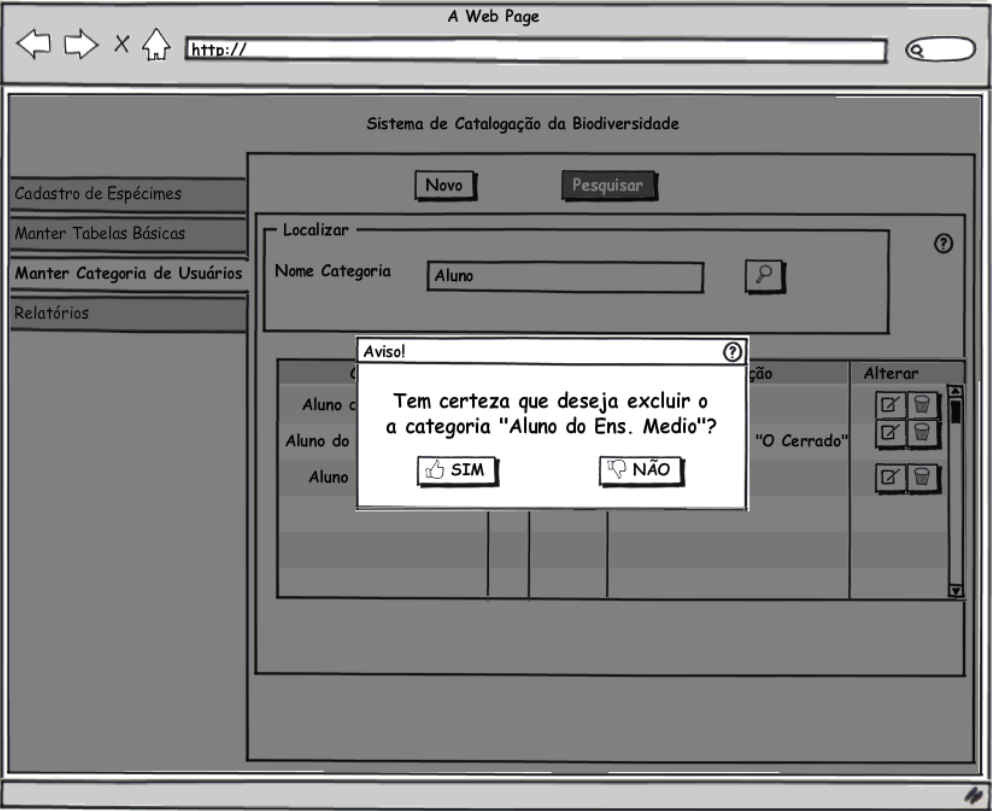 A Web Page
http://
Sistema de Catalogação da Biodiversidade
Cadastro de Espécimes
Manter Tabelas Básicas
Manter Categoria de Usuários
Relatórios
Novo
Pesquisar
Localizar
Nome Categoria
Aluno
Alterar
Aluno
Aluno do
"O Cerrado"
Aluno
Aviso!
Tem certeza que deseja excluir o
a categoria "Aluno do Ens. Medio"?
SIM
NÃO